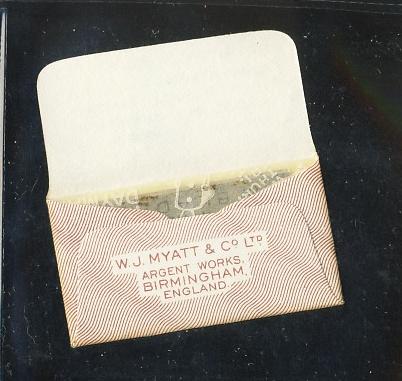 W. J. MYATT & Co LTD
ARGENT WORKS,
BIRMINGHAM,
ENGLAND.